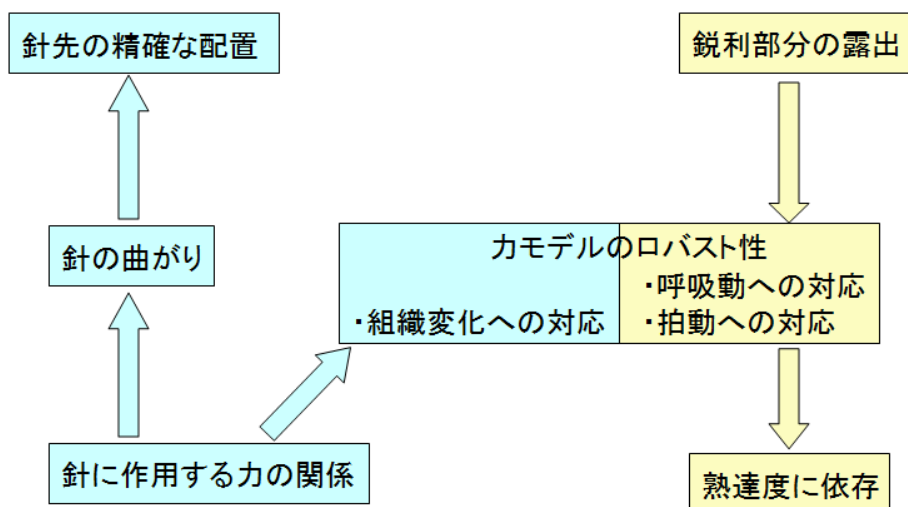 針先の精確な配置
鋭利部分の露出
針の曲がり
力モデルのロバスト性
・組織変化への対応
・呼吸動への対応
・拍動への対応
針に作用する力の関係
熟達度に依存